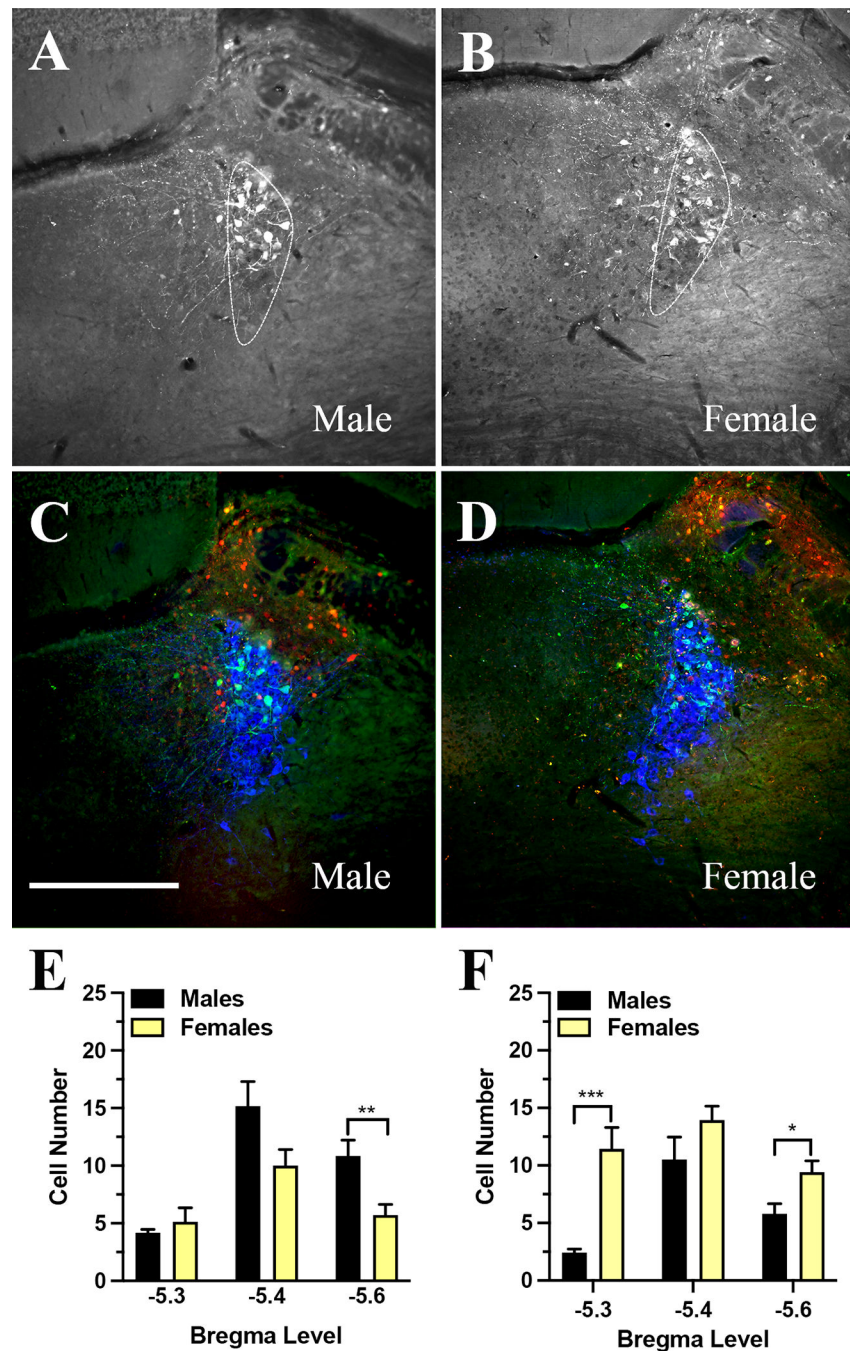 A
Male
B
Female
C
Male
D
Female
E
25
20
15
10
5
0
Cell Number
Males
Females
**
-5.3
-5.4
-5.6
Bregma Level
F
25
20
15
10
5
0
Cell Number
Males
Females
***
*
-5.3
-5.4
-5.6
Bregma Level